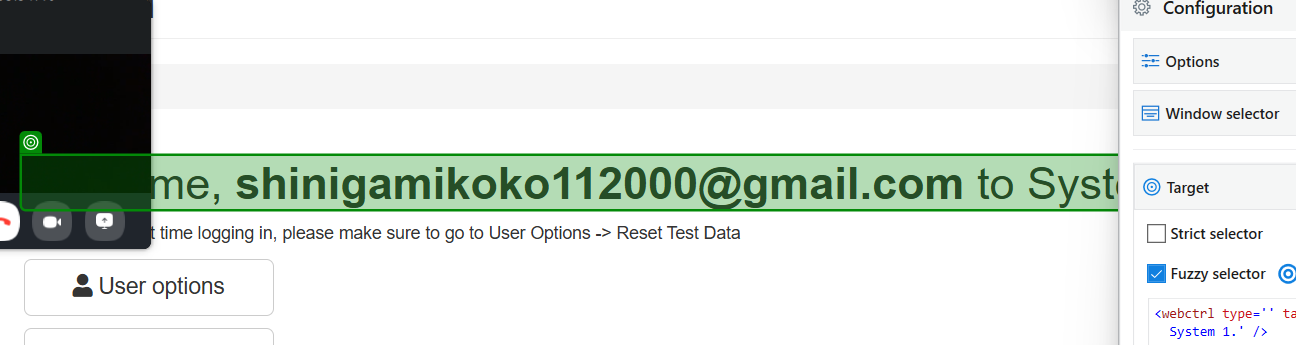 Configuration
Options
Window selector
me, shinigamikoko112000@gmail.com to Syst
Target
t time logging in, please make sure to go to User Options -> Reset Test Data
Strict selector
User options
Fuzzy selector
<webctrl type='' ta
System 1.' />